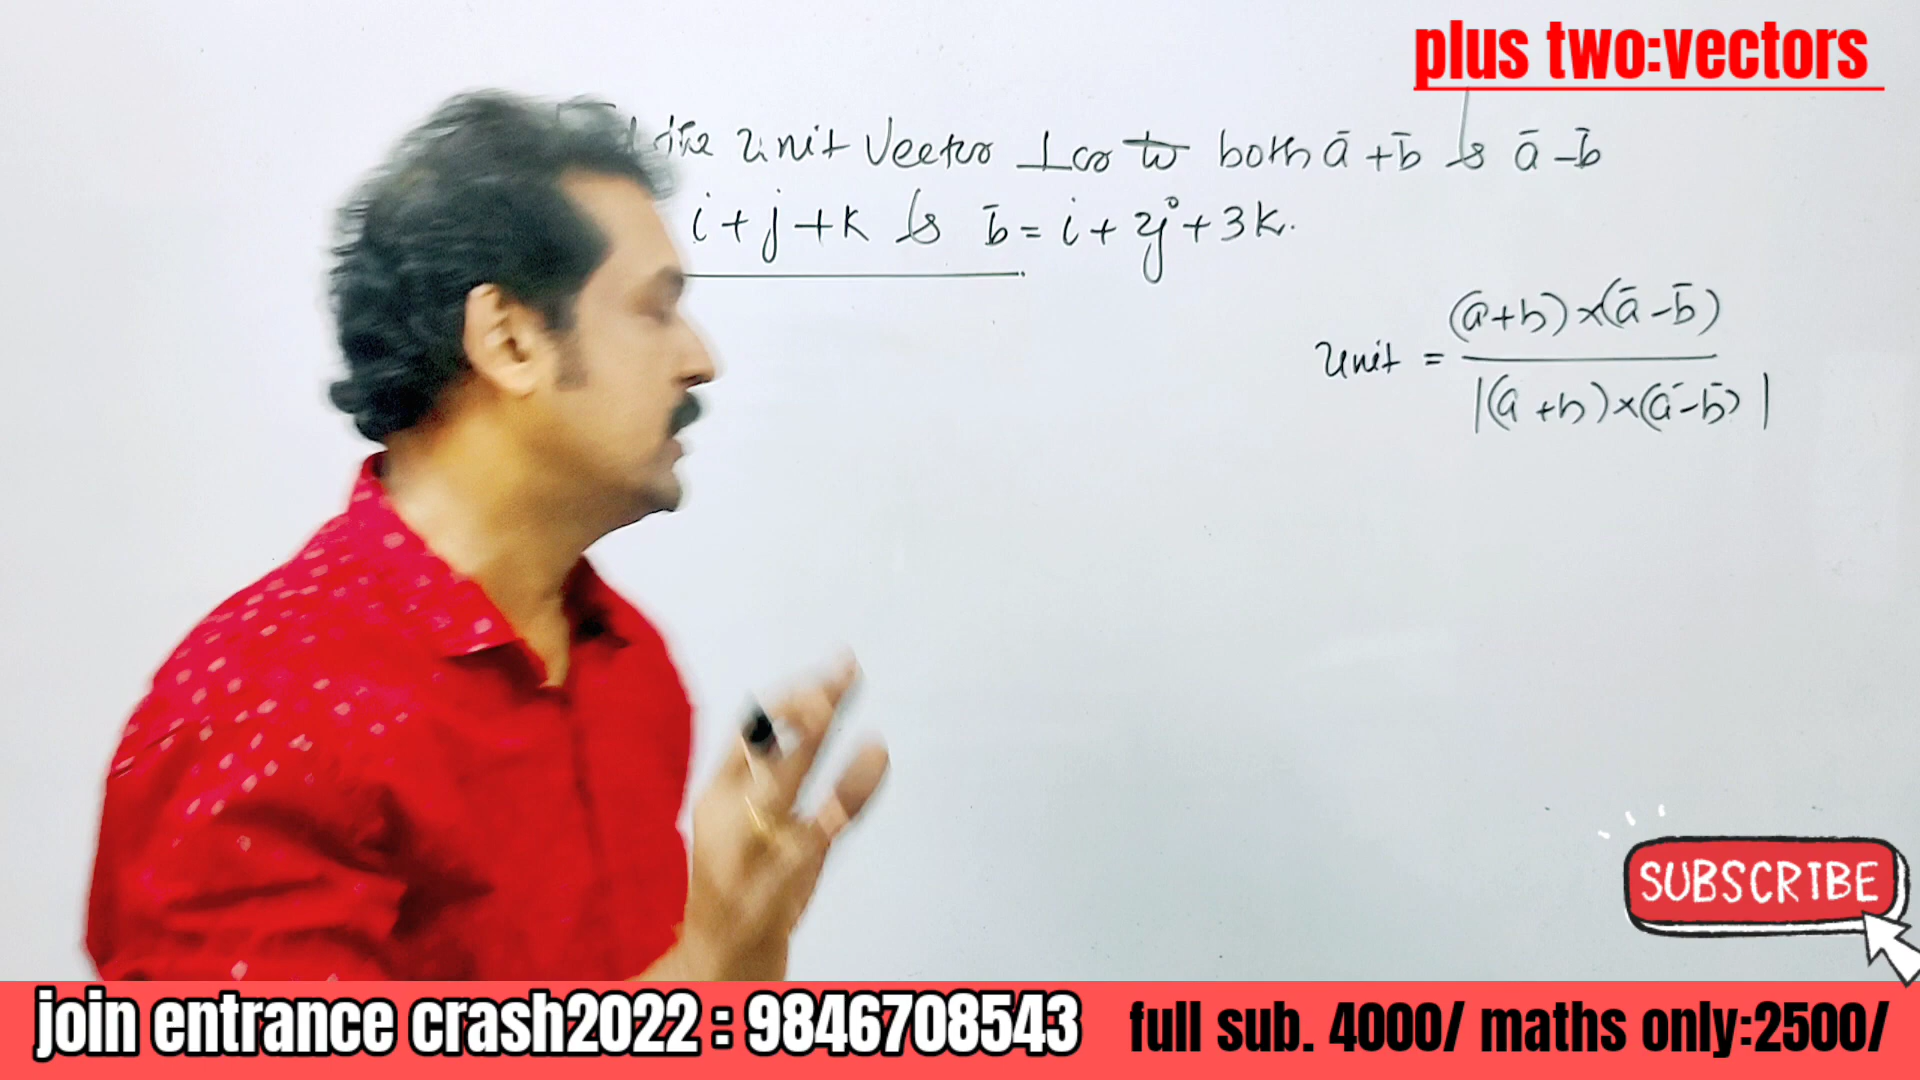 plus two:vectors
the Unit Vector ⊥cr to both ā + b̄ & ā - b̄
i + j + k & b̄ = i + 2j + 3k.
Unit = (a+b)×(ā-b̄)
|(a+b)×(ā-b̄)|
SUBSCRIBE
join entrance crash2022 : 9846708543 full sub. 4000/ maths only:2500/